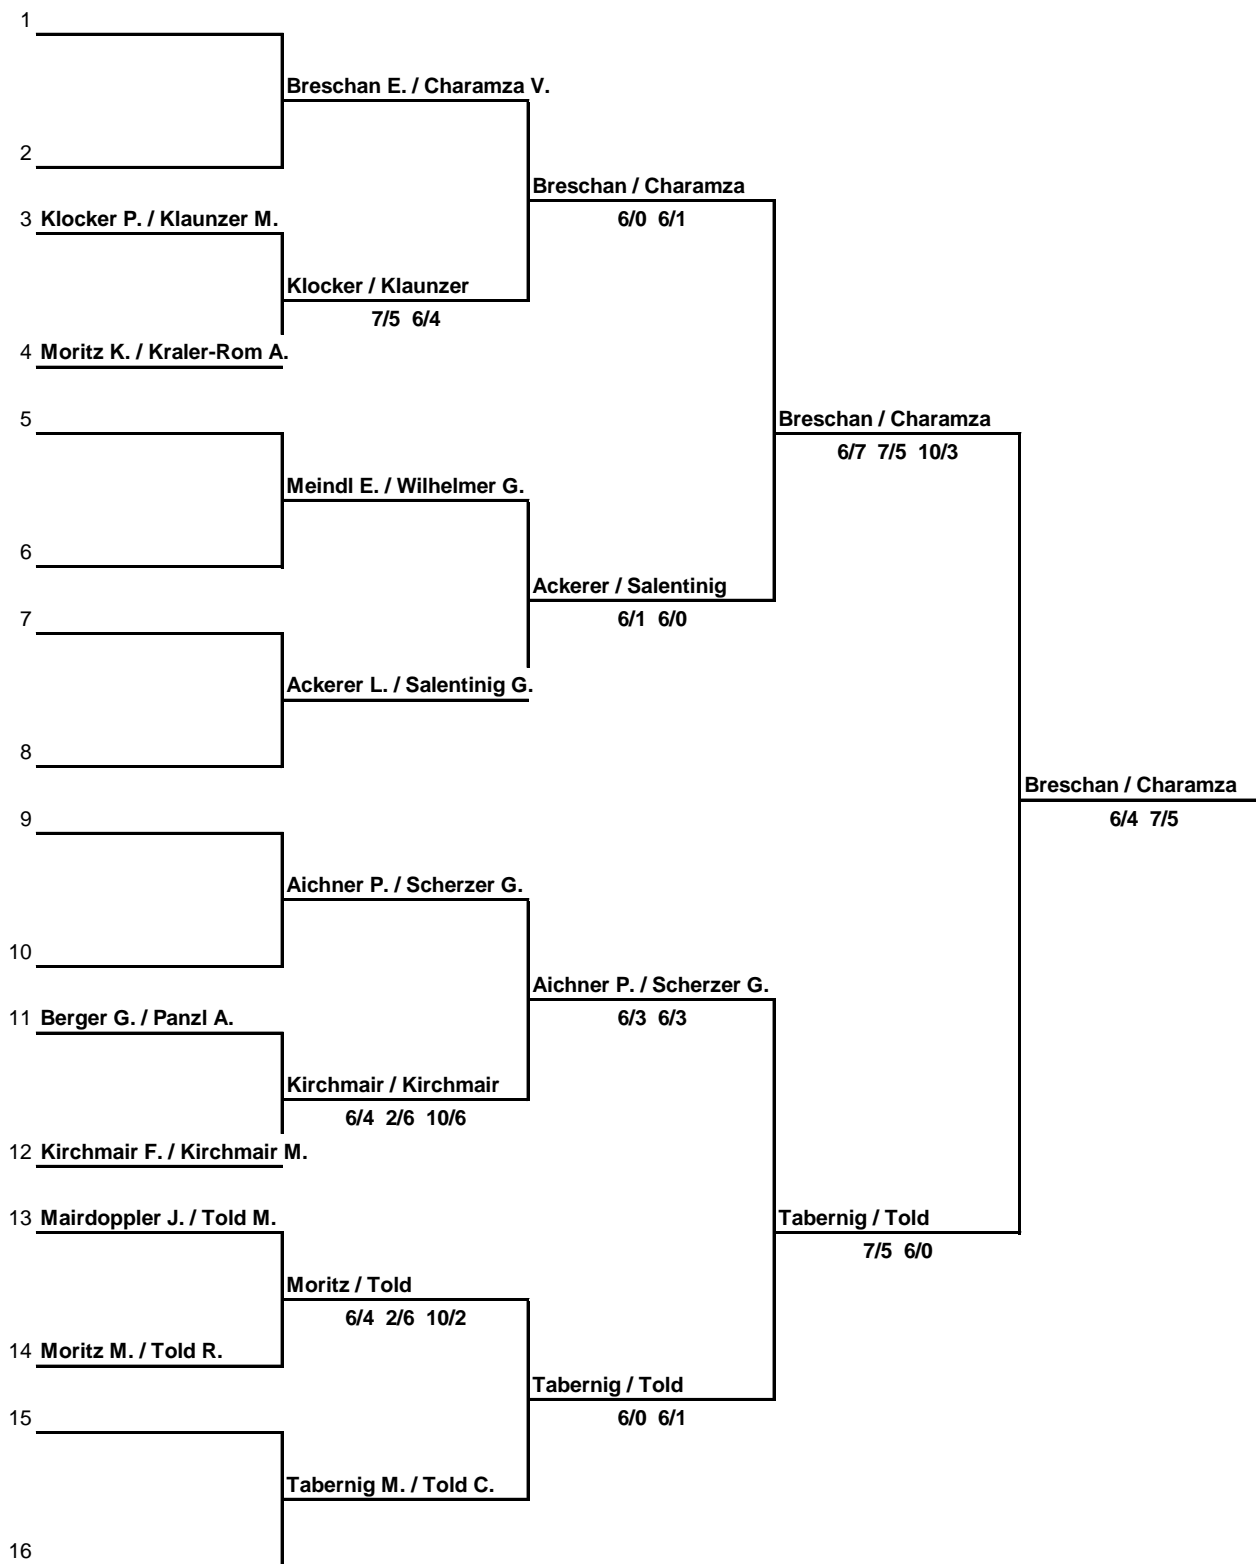 1
Breschan E. / Charamza V.
2
Breschan / Charamza
3 Klocker P. / Klaunzer M.
6/0 6/1
Klocker / Klaunzer
7/5 6/4
4 Moritz K. / Kraler-Rom A.
5
Breschan / Charamza
6/7 7/5 10/3
Meindl E. / Wilhelmer G.
6
Ackerer / Salentinig
7
6/1 6/0
Ackerer L. / Salentinig G.
8
Breschan / Charamza
9
6/4 7/5
Aichner P. / Scherzer G.
10
Aichner P. / Scherzer G.
11 Berger G. / Panzl A.
6/3 6/3
Kirchmair / Kirchmair
6/4 2/6 10/6
12 Kirchmair F. / Kirchmair M.
13 Mairdoppler J. / Told M.
Tabernig / Told
7/5 6/0
Moritz / Told
6/4 2/6 10/2
14 Moritz M. / Told R.
Tabernig / Told
15
6/0 6/1
Tabernig M. / Told C.
16